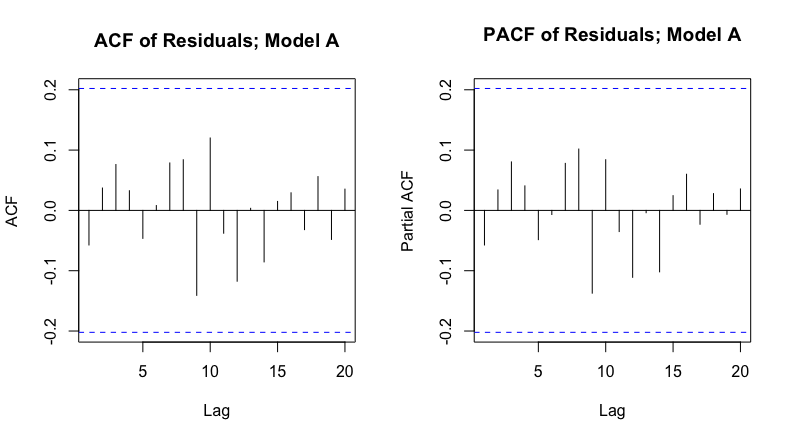 ACF of Residuals; Model A
ACF
0.2
0.1
0.0
-0.1
-0.2
5 10 15 20
Lag
PACF of Residuals; Model A
Partial ACF
0.2
0.1
0.0
-0.1
-0.2
5 10 15 20
Lag